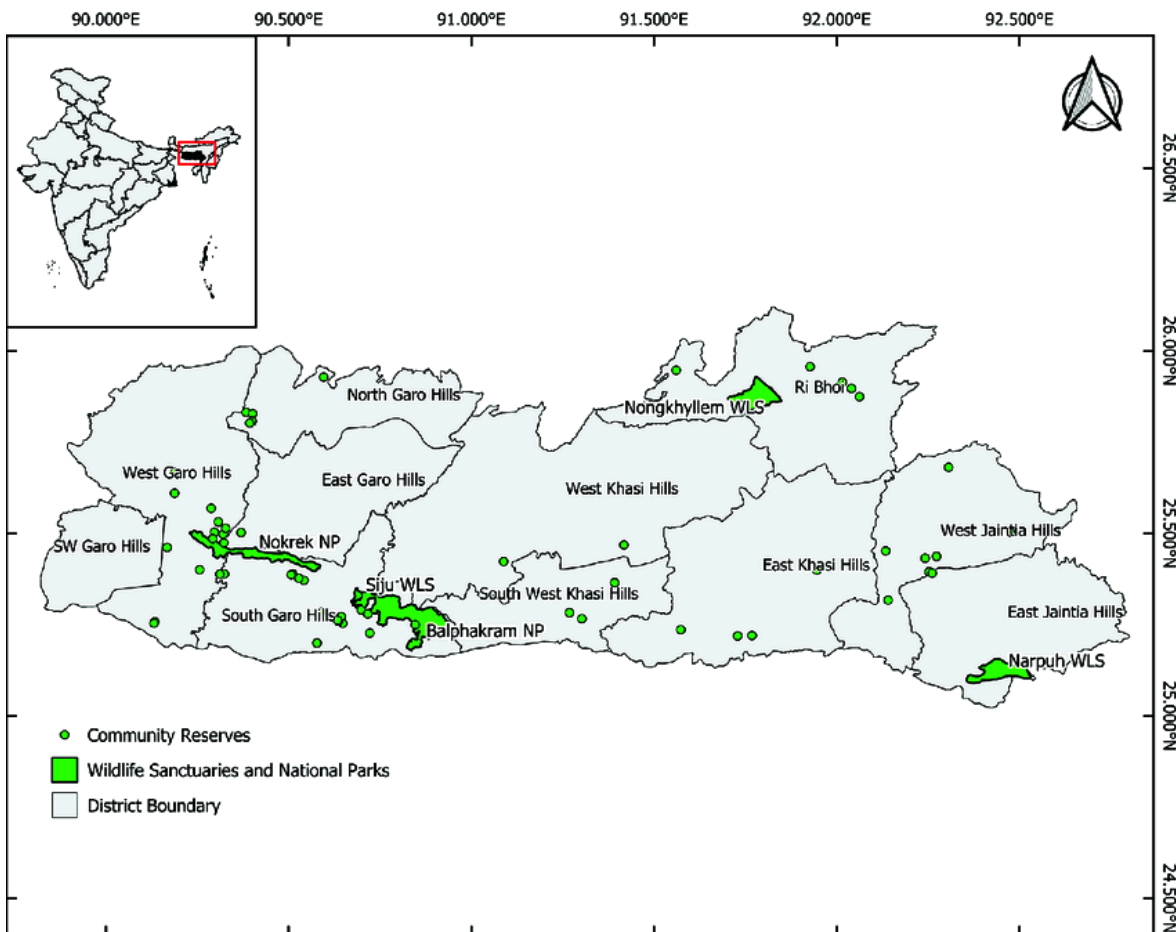 90.000°E 90.500°E 91.000°E 91.500°E 92.000°E 92.500°E
26.500°N
26.000°N
25.500°N
25.000°N
24.500°N
North Garo Hills
Ri Bhoi
Nongkhyllem WLS
West Garo Hills
East Garo Hills
West Khasi Hills
West Jaintia Hills
SW Garo Hills
Nokrek NP
East Khasi Hills
Siju WLS
South West Khasi Hills
South Garo Hills
East Jaintia Hills
Balphakram NP
Narpuh WLS
Community Reserves
Wildlife Sanctuaries and National Parks
District Boundary